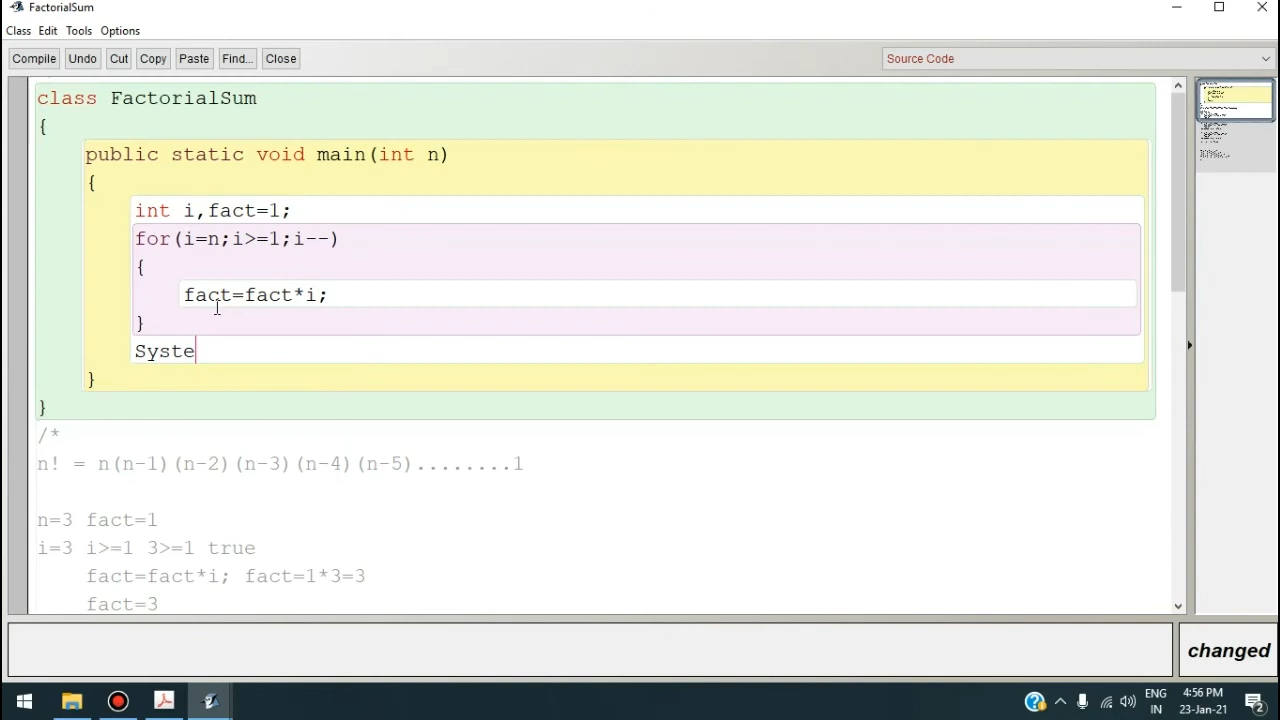 FactorialSum
Class Edit Tools Options
Compile Undo Cut Copy Paste Find... Close Source Code
class FactorialSum
{
public static void main(int n)
{
int i,fact=1;
for(i=n;i>=1;i--)
{
fact=fact*i;
}
Syste
}
}
/*
n! = n(n-1)(n-2)(n-3)(n-4)(n-5)........1
n=3 fact=1
i=3 i>=1 3>=1 true
fact=fact*i; fact=1*3=3
fact=3
changed
ENG 4:56 PM
IN 23-Jan-21
2